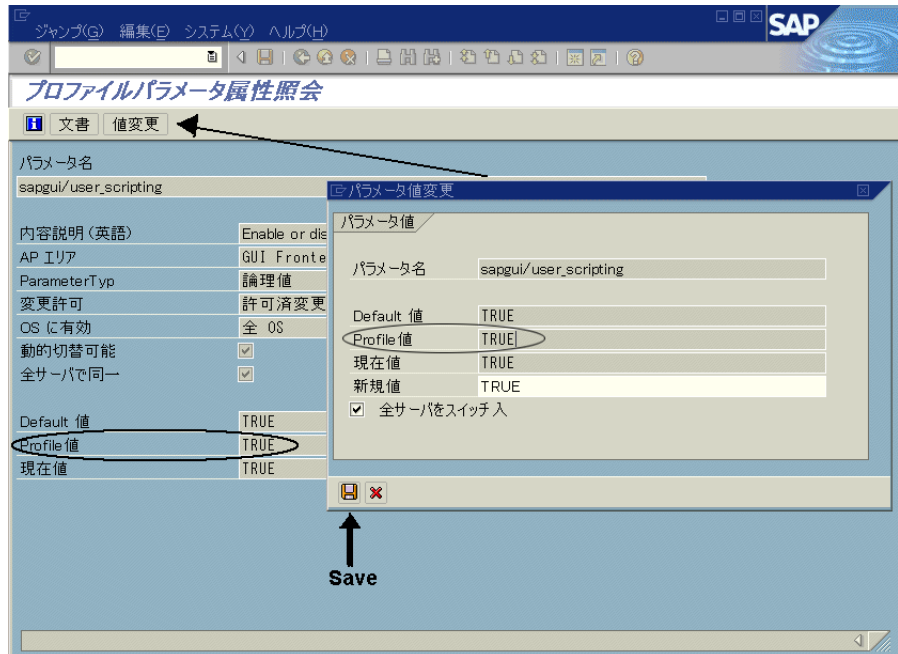 ジャンプ(G) 編集(E) システム(Y) ヘルプ(H)
SAP
プロファイルパラメータ属性照会
文書 値変更
パラメータ名
sapgui/user_scripting
パラメータ値変更
パラメータ値
内容説明 (英語) Enable or dis
AP エリア GUI Fronte
パラメータ名 sapgui/user_scripting
ParameterTyp 論理値
変更許可 許可済変更
OS に有効 全 OS
動的切替可能
全サーバで同一
Default 値 TRUE
Profile 値 TRUE
現在値 TRUE
新規値 TRUE
全サーバをスイッチ入
Default 値 TRUE
Profile 値 TRUE
現在値 TRUE
Save